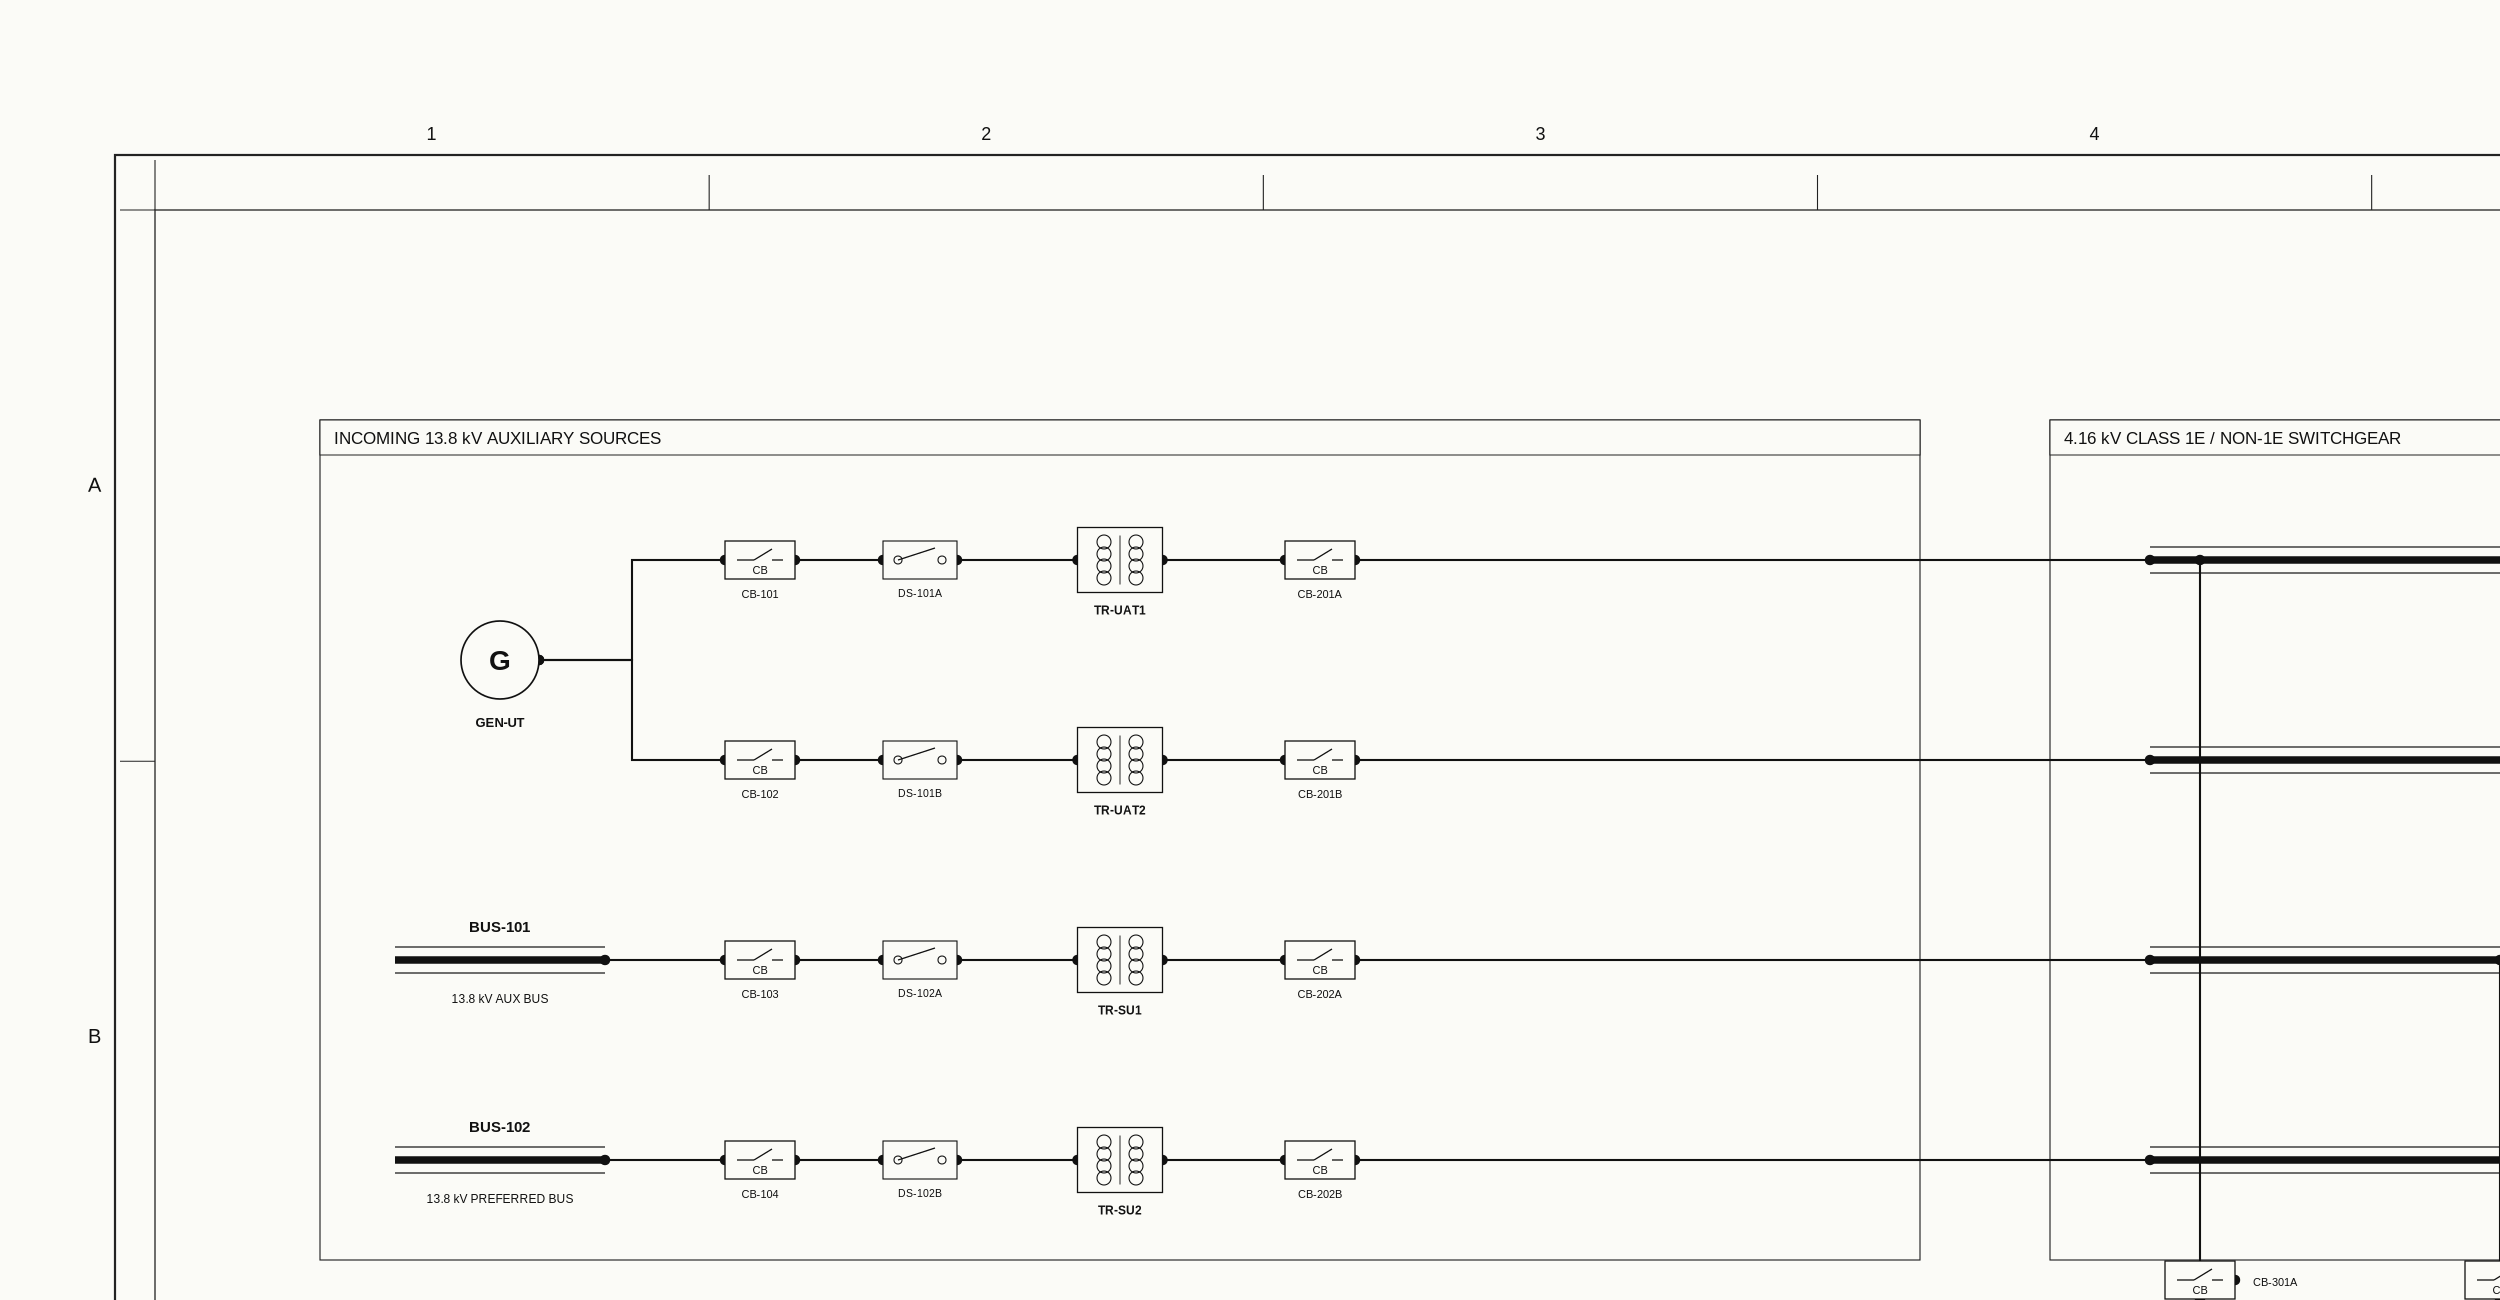 1 2 3 4
INCOMING 13.8 kV AUXILIARY SOURCES
4.16 kV CLASS 1E / NON-1E SWITCHGEAR
A
CB CB
CB-101 DS-101A TR-UAT1 CB-201A
G
GEN-UT
CB CB
CB-102 DS-101B TR-UAT2 CB-201B
BUS-101
CB CB
13.8 kV AUX BUS CB-103 DS-102A TR-SU1 CB-202A
B
BUS-102
CB CB
13.8 kV PREFERRED BUS CB-104 DS-102B TR-SU2 CB-202B
CB CB-301A